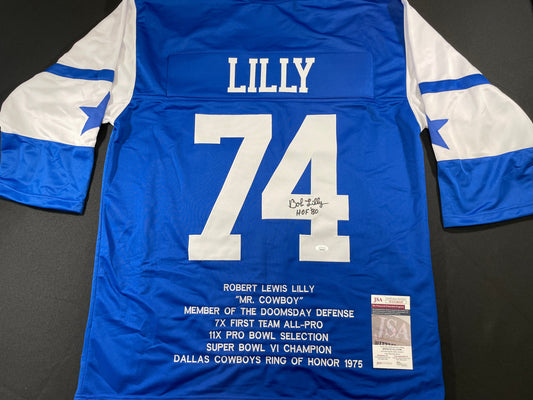 LILLY
74
Bob Lilly
HOF '80
ROBERT LEWIS LILLY
"MR. COWBOY"
MEMBER OF THE DOOMSDAY DEFENSE
7X FIRST TEAM ALL-PRO
11X PRO BOWL SELECTION
SUPER BOWL VI CHAMPION
DALLAS COWBOYS RING OF HONOR 1975
JSA